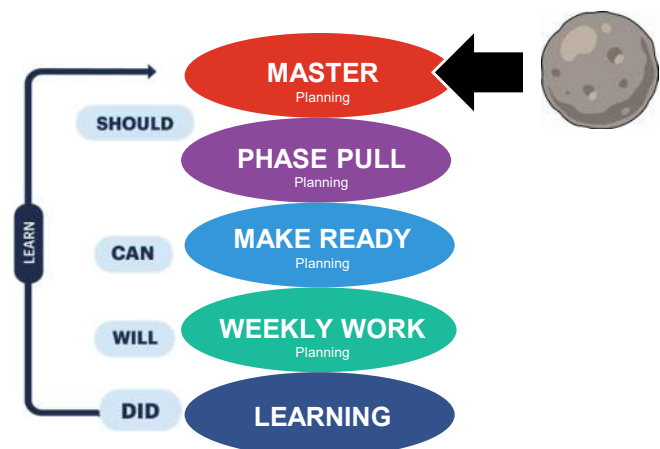 MASTER
Planning
SHOULD
PHASE PULL
Planning
LEARN
CAN
MAKE READY
Planning
WILL
WEEKLY WORK
Planning
DID
LEARNING